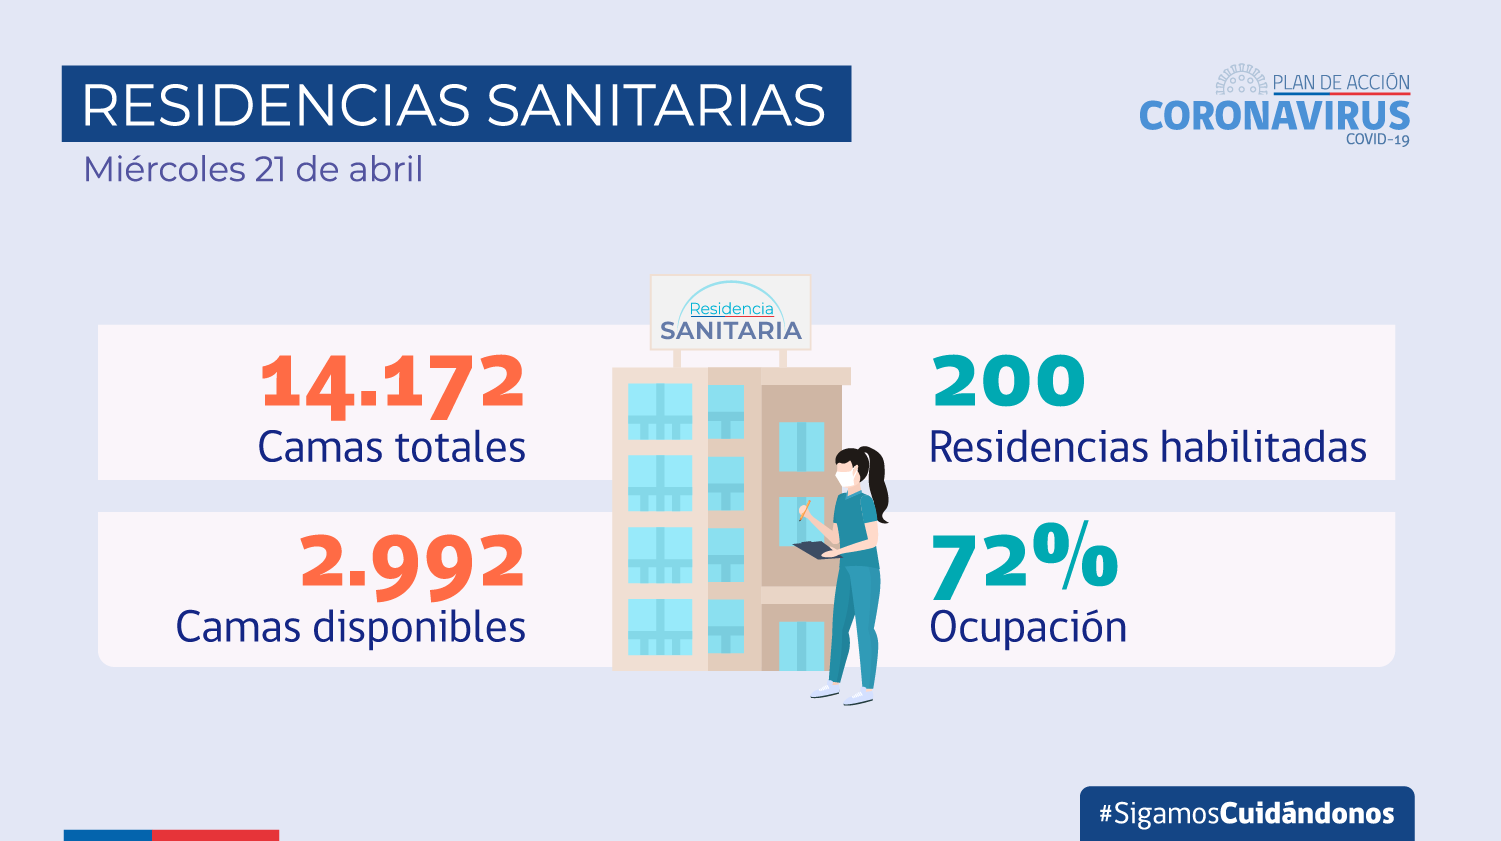 RESIDENCIAS SANITARIAS
Miércoles 21 de abril
PLAN DE ACCIÓN
CORONAVIRUS
COVID-19
Residencia
SANITARIA
14.172
Camas totales
200
Residencias habilitadas
2.992
Camas disponibles
72%
Ocupación
#SigamosCuidándonos